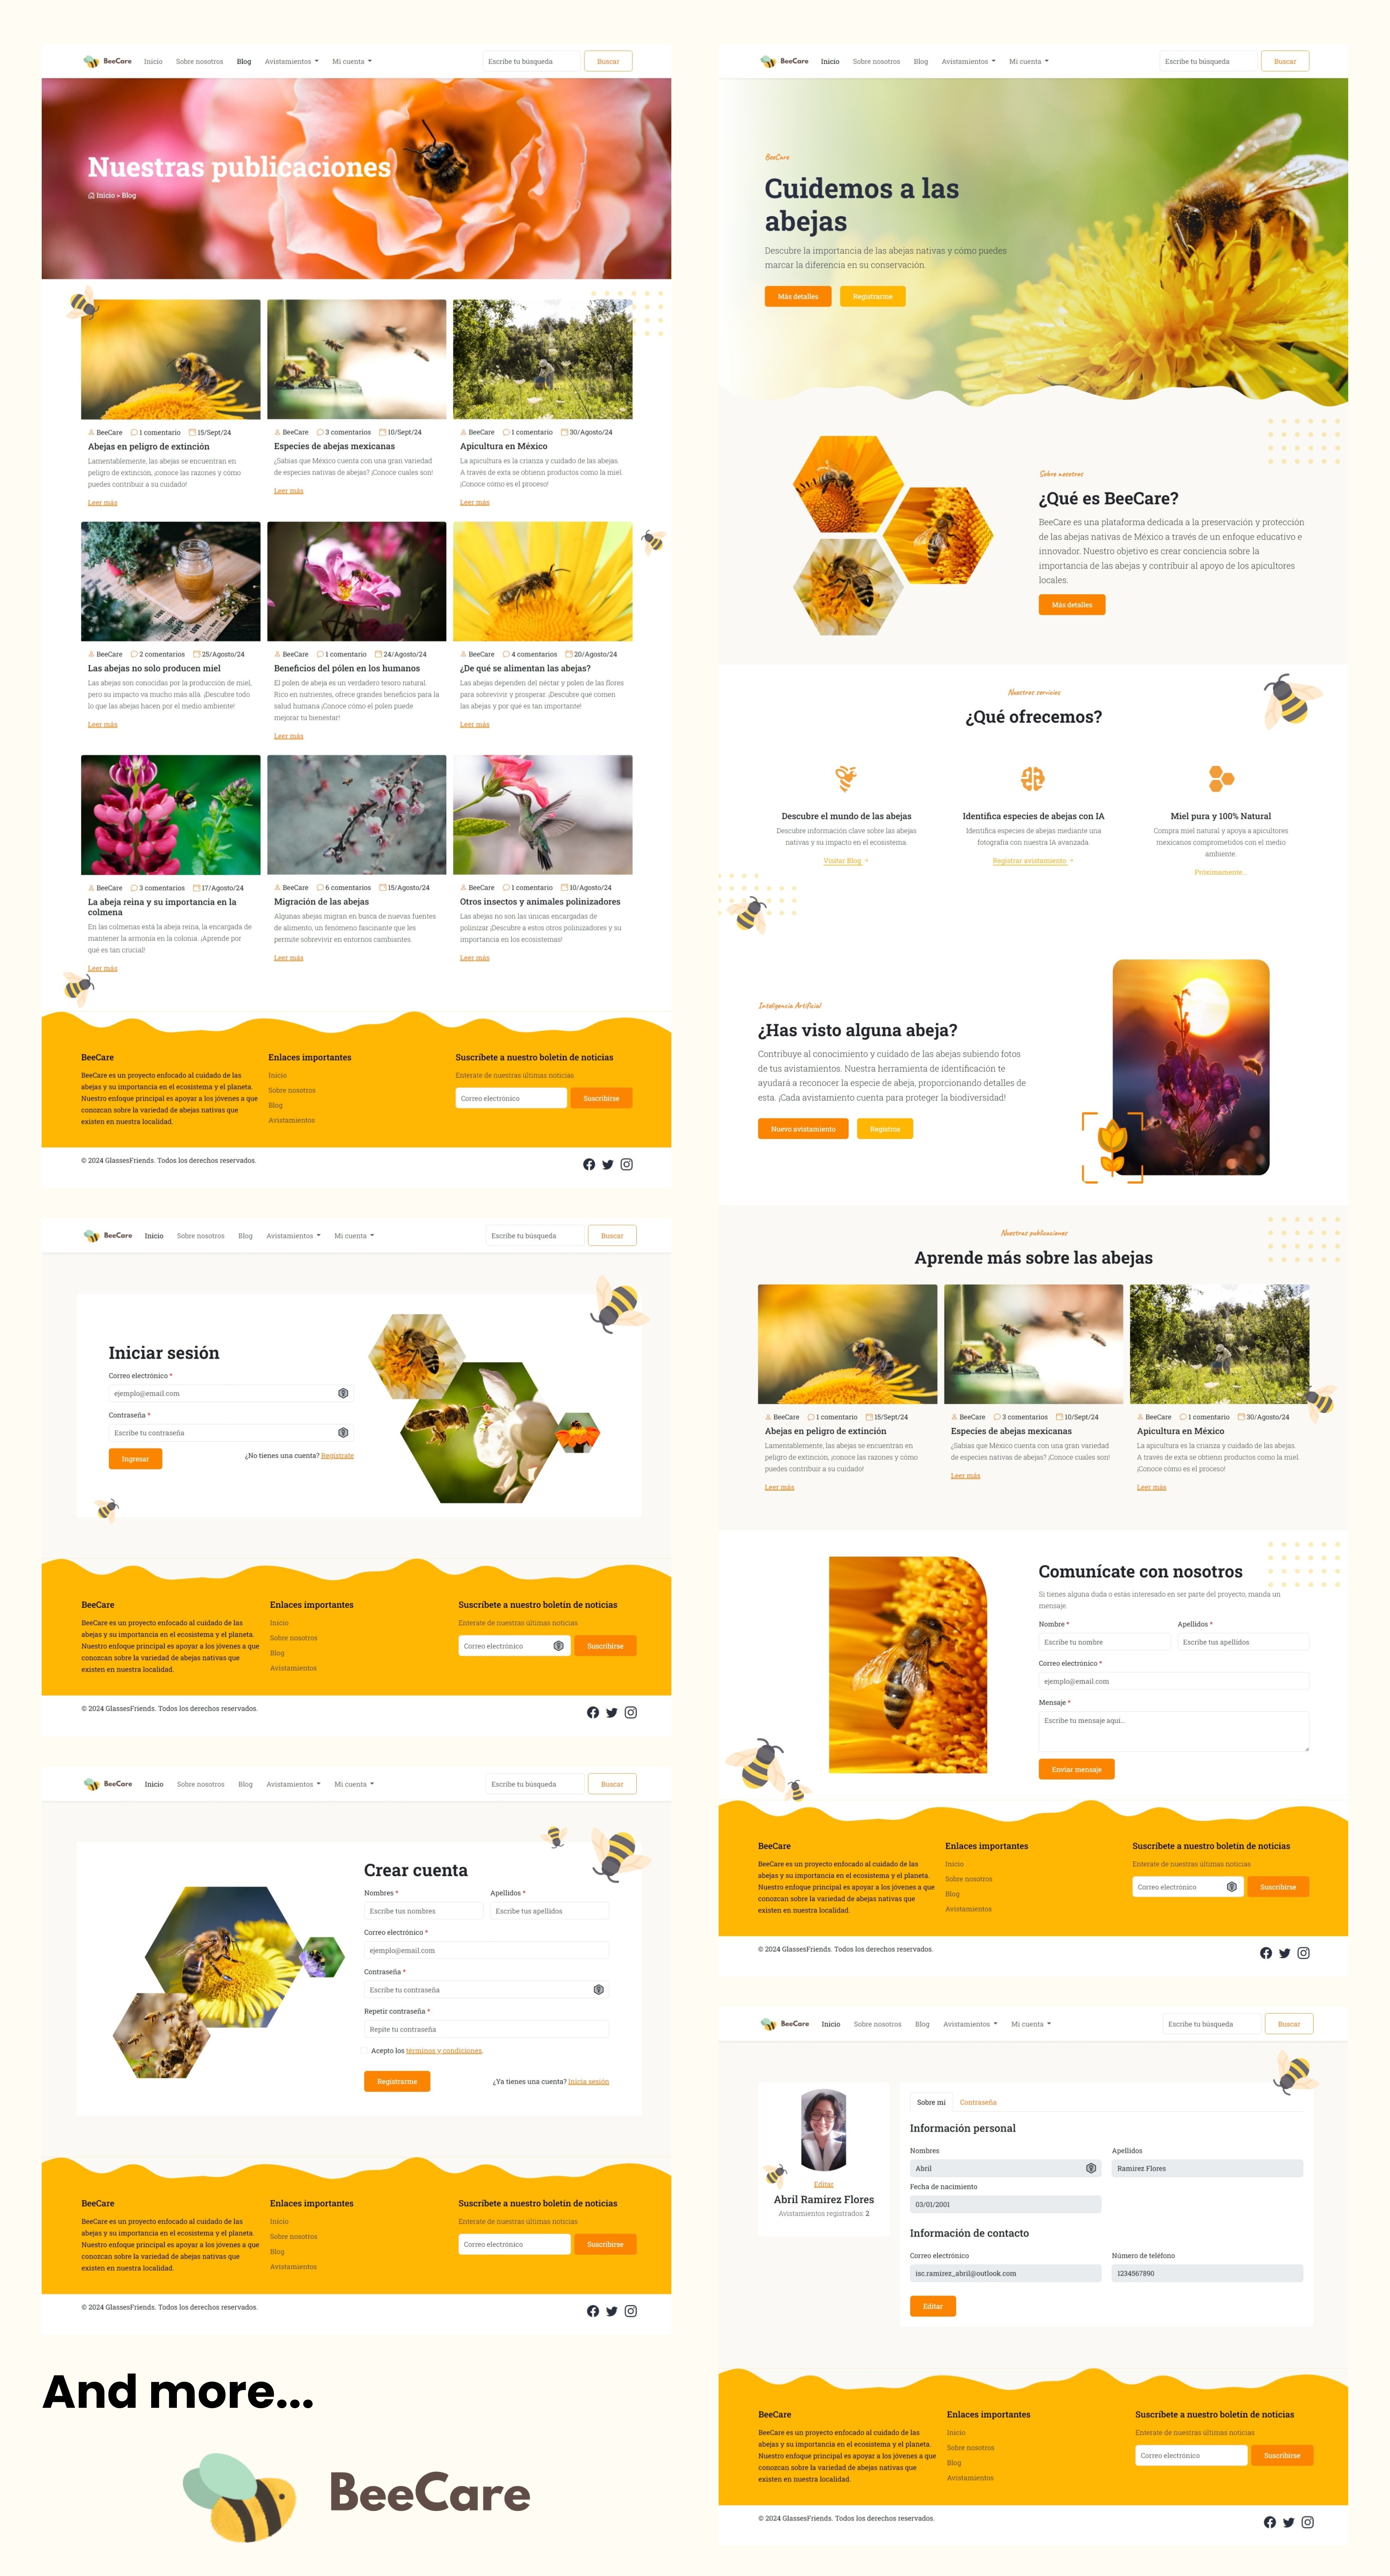 BeeCare Inicio Sobre nosotros Blog Avistamientos Mi cuenta Escribe tu búsqueda Buscar
Nuestras publicaciones
Inicio > Blog
BeeCare 1 comentario 15/Sept/24
Abejas en peligro de extinción
Lamentablemente, las abejas se encuentran en
peligro de extinción, ¡conoce las razones y cómo
puedes contribuir a su cuidado!
Leer más
BeeCare 3 comentarios 10/Sept/24
Especies de abejas mexicanas
¿Sabías que México cuenta con una gran variedad
de especies nativas de abejas? ¡Conoce cuales son!
Leer más
BeeCare 1 comentario 30/Agosto/24
Apicultura en México
La apicultura es la crianza y cuidado de las abejas.
A través de exta se obtienn productos como la miel.
¡Conoce cómo es el proceso!
Leer más
BeeCare 2 comentarios 25/Agosto/24
Las abejas no solo producen miel
Las abejas son conocidas por la producción de miel,
pero su impacto va mucho más allá. ¡Descubre todo
lo que las abejas hacen por el medio ambiente!
Leer más
BeeCare 1 comentario 24/Agosto/24
Beneficios del pólen en los humanos
El polen de abeja es un verdadero tesoro natural.
Rico en nutrientes, ofrece grandes beneficios para la
salud humana ¡Conoce cómo el polen puede
mejorar tu bienestar!
Leer más
BeeCare 4 comentarios 20/Agosto/24
¿De qué se alimentan las abejas?
Las abejas dependen del néctar y polen de las flores
para sobrevivir y prosperar. ¡Descubre qué comen
las abejas y por qué es tan importante!
Leer más
BeeCare 3 comentarios 17/Agosto/24
La abeja reina y su importancia en la
colmena
En las colmenas está la abeja reina, la encargada de
mantener la armonía en la colonia. ¡Aprende por
qué es tan crucial!
Leer más
BeeCare 6 comentarios 15/Agosto/24
Migración de las abejas
Algunas abejas migran en busca de nuevas fuentes
de alimento, un fenómeno fascinante que les
permite sobrevivir en entornos cambiantes.
Leer más
BeeCare 1 comentario 10/Agosto/24
Otros insectos y animales polinizadores
Las abejas no son las únicas encargadas de
polinizar ¡Descubre a estos otros polinizadores y su
importancia en los ecosistemas!
Leer más
BeeCare
BeeCare es un proyecto enfocado al cuidado de las
abejas y su importancia en el ecosistema y el planeta.
Nuestro enfoque principal es apoyar a los jóvenes a que
conozcan sobre la variedad de abejas nativas que
existen en nuestra localidad.
Enlaces importantes
Inicio
Sobre nosotros
Blog
Avistamientos
Suscríbete a nuestro boletín de noticias
Enterate de nuestras últimas noticias
Correo electrónico Suscribirse
© 2024 GlassesFriends. Todos los derechos reservados.
BeeCare Inicio Sobre nosotros Blog Avistamientos Mi cuenta Escribe tu búsqueda Buscar
Iniciar sesión
Correo electrónico *
ejemplo@email.com
Contraseña *
Escribe tu contraseña
Ingresar ¿No tienes una cuenta? Regístrate
BeeCare
BeeCare es un proyecto enfocado al cuidado de las
abejas y su importancia en el ecosistema y el planeta.
Nuestro enfoque principal es apoyar a los jóvenes a que
conozcan sobre la variedad de abejas nativas que
existen en nuestra localidad.
Enlaces importantes
Inicio
Sobre nosotros
Blog
Avistamientos
Suscríbete a nuestro boletín de noticias
Enterate de nuestras últimas noticias
Correo electrónico Suscribirse
© 2024 GlassesFriends. Todos los derechos reservados.
BeeCare Inicio Sobre nosotros Blog Avistamientos Mi cuenta Escribe tu búsqueda Buscar
Crear cuenta
Nombres * Apellidos *
Escribe tus nombres Escribe tus apellidos
Correo electrónico *
ejemplo@email.com
Contraseña *
Escribe tu contraseña
Repetir contraseña *
Repite tu contraseña
Acepto los términos y condiciones.
Registrarme ¿Ya tienes una cuenta? Inicia sesión
BeeCare
BeeCare es un proyecto enfocado al cuidado de las
abejas y su importancia en el ecosistema y el planeta.
Nuestro enfoque principal es apoyar a los jóvenes a que
conozcan sobre la variedad de abejas nativas que
existen en nuestra localidad.
Enlaces importantes
Inicio
Sobre nosotros
Blog
Avistamientos
Suscríbete a nuestro boletín de noticias
Enterate de nuestras últimas noticias
Correo electrónico Suscribirse
© 2024 GlassesFriends. Todos los derechos reservados.
And more...
BeeCare
BeeCare Inicio Sobre nosotros Blog Avistamientos Mi cuenta Escribe tu búsqueda Buscar
BeeCare
Cuidemos a las
abejas
Descubre la importancia de las abejas nativas y cómo puedes
marcar la diferencia en su conservación.
Más detalles Registrarme
Sobre nosotros
¿Qué es BeeCare?
BeeCare es una plataforma dedicada a la preservación y protección
de las abejas nativas de México a través de un enfoque educativo e
innovador. Nuestro objetivo es crear conciencia sobre la
importancia de las abejas y contribuir al apoyo de los apicultores
locales.
Más detalles
Nuestros servicios
¿Qué ofrecemos?
Descubre el mundo de las abejas
Descubre información clave sobre las abejas
nativas y su impacto en el ecosistema.
Visitar Blog
Identifica especies de abejas con IA
Identifica especies de abejas mediante una
fotografía con nuestra IA avanzada.
Registrar avistamiento
Miel pura y 100% Natural
Compra miel natural y apoya a apicultores
mexicanos comprometidos con el medio
ambiente.
Próximamente...
Inteligencia Artificial
¿Has visto alguna abeja?
Contribuye al conocimiento y cuidado de las abejas subiendo fotos
de tus avistamientos. Nuestra herramienta de identificación te
ayudará a reconocer la especie de abeja, proporcionando detalles de
esta. ¡Cada avistamiento cuenta para proteger la biodiversidad!
Nuevo avistamiento Registros
Nuestras publicaciones
Aprende más sobre las abejas
BeeCare 1 comentario 15/Sept/24
Abejas en peligro de extinción
Lamentablemente, las abejas se encuentran en
peligro de extinción, ¡conoce las razones y cómo
puedes contribuir a su cuidado!
Leer más
BeeCare 3 comentarios 10/Sept/24
Especies de abejas mexicanas
¿Sabías que México cuenta con una gran variedad
de especies nativas de abejas? ¡Conoce cuales son!
Leer más
BeeCare 1 comentario 30/Agosto/24
Apicultura en México
La apicultura es la crianza y cuidado de las abejas.
A través de exta se obtienn productos como la miel.
¡Conoce cómo es el proceso!
Leer más
Comunícate con nosotros
Si tienes alguna duda o estás interesado en ser parte del proyecto, manda un
mensaje.
Nombre * Apellidos *
Escribe tu nombre Escribe tus apellidos
Correo electrónico *
ejemplo@email.com
Mensaje *
Escribe tu mensaje aquí...
Enviar mensaje
BeeCare
BeeCare es un proyecto enfocado al cuidado de las
abejas y su importancia en el ecosistema y el planeta.
Nuestro enfoque principal es apoyar a los jóvenes a que
conozcan sobre la variedad de abejas nativas que
existen en nuestra localidad.
Enlaces importantes
Inicio
Sobre nosotros
Blog
Avistamientos
Suscríbete a nuestro boletín de noticias
Enterate de nuestras últimas noticias
Correo electrónico Suscribirse
© 2024 GlassesFriends. Todos los derechos reservados.
BeeCare Inicio Sobre nosotros Blog Avistamientos Mi cuenta Escribe tu búsqueda Buscar
Editar
Abril Ramirez Flores
Avistamientos registrados: 2
Sobre mi Contraseña
Información personal
Nombres Apellidos
Abril Ramirez Flores
Fecha de nacimiento
03/01/2001
Información de contacto
Correo electrónico Número de teléfono
isc.ramirez_abril@outlook.com 1234567890
Editar
BeeCare
BeeCare es un proyecto enfocado al cuidado de las
abejas y su importancia en el ecosistema y el planeta.
Nuestro enfoque principal es apoyar a los jóvenes a que
conozcan sobre la variedad de abejas nativas que
existen en nuestra localidad.
Enlaces importantes
Inicio
Sobre nosotros
Blog
Avistamientos
Suscríbete a nuestro boletín de noticias
Enterate de nuestras últimas noticias
Correo electrónico Suscribirse
© 2024 GlassesFriends. Todos los derechos reservados.